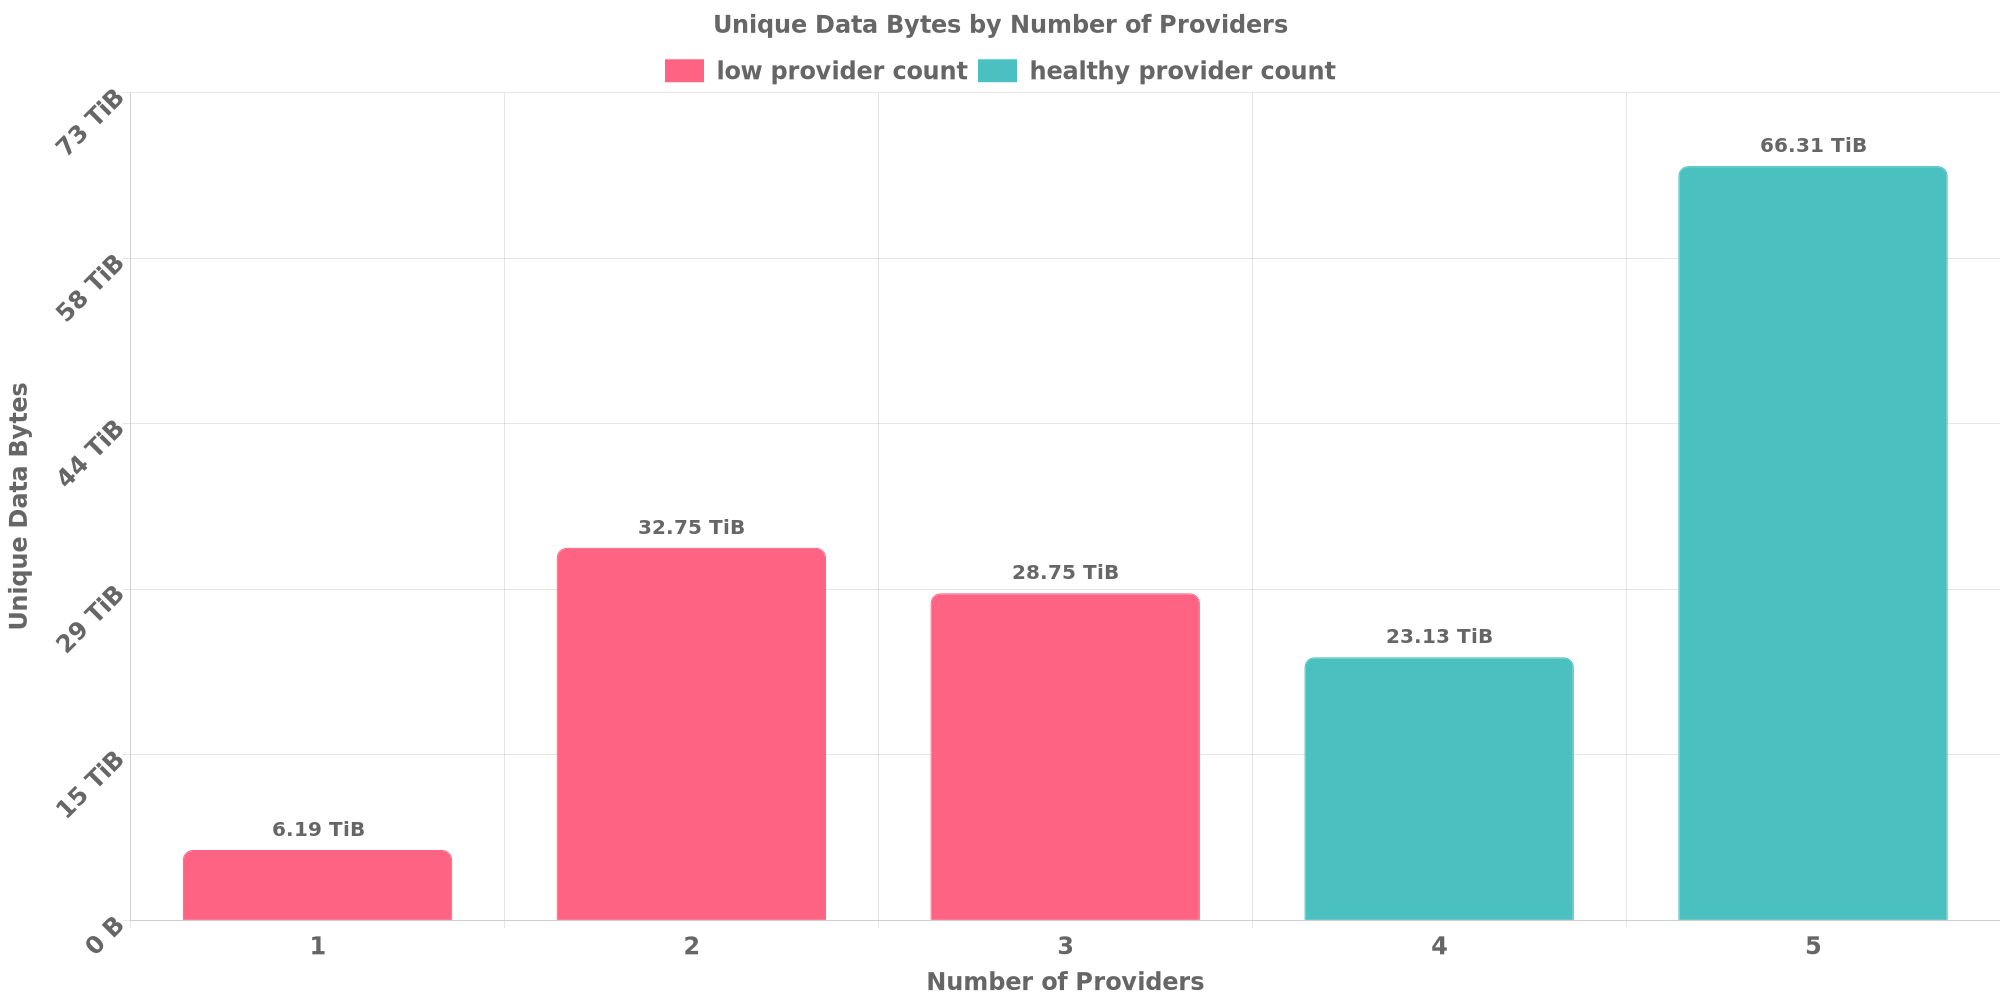 Unique Data Bytes by Number of Providers
low provider count
healthy provider count
73 TiB
58 TiB
44 TiB
29 TiB
15 TiB
0 B
Unique Data Bytes
6.19 TiB
32.75 TiB
28.75 TiB
23.13 TiB
66.31 TiB
1
2
3
4
5
Number of Providers